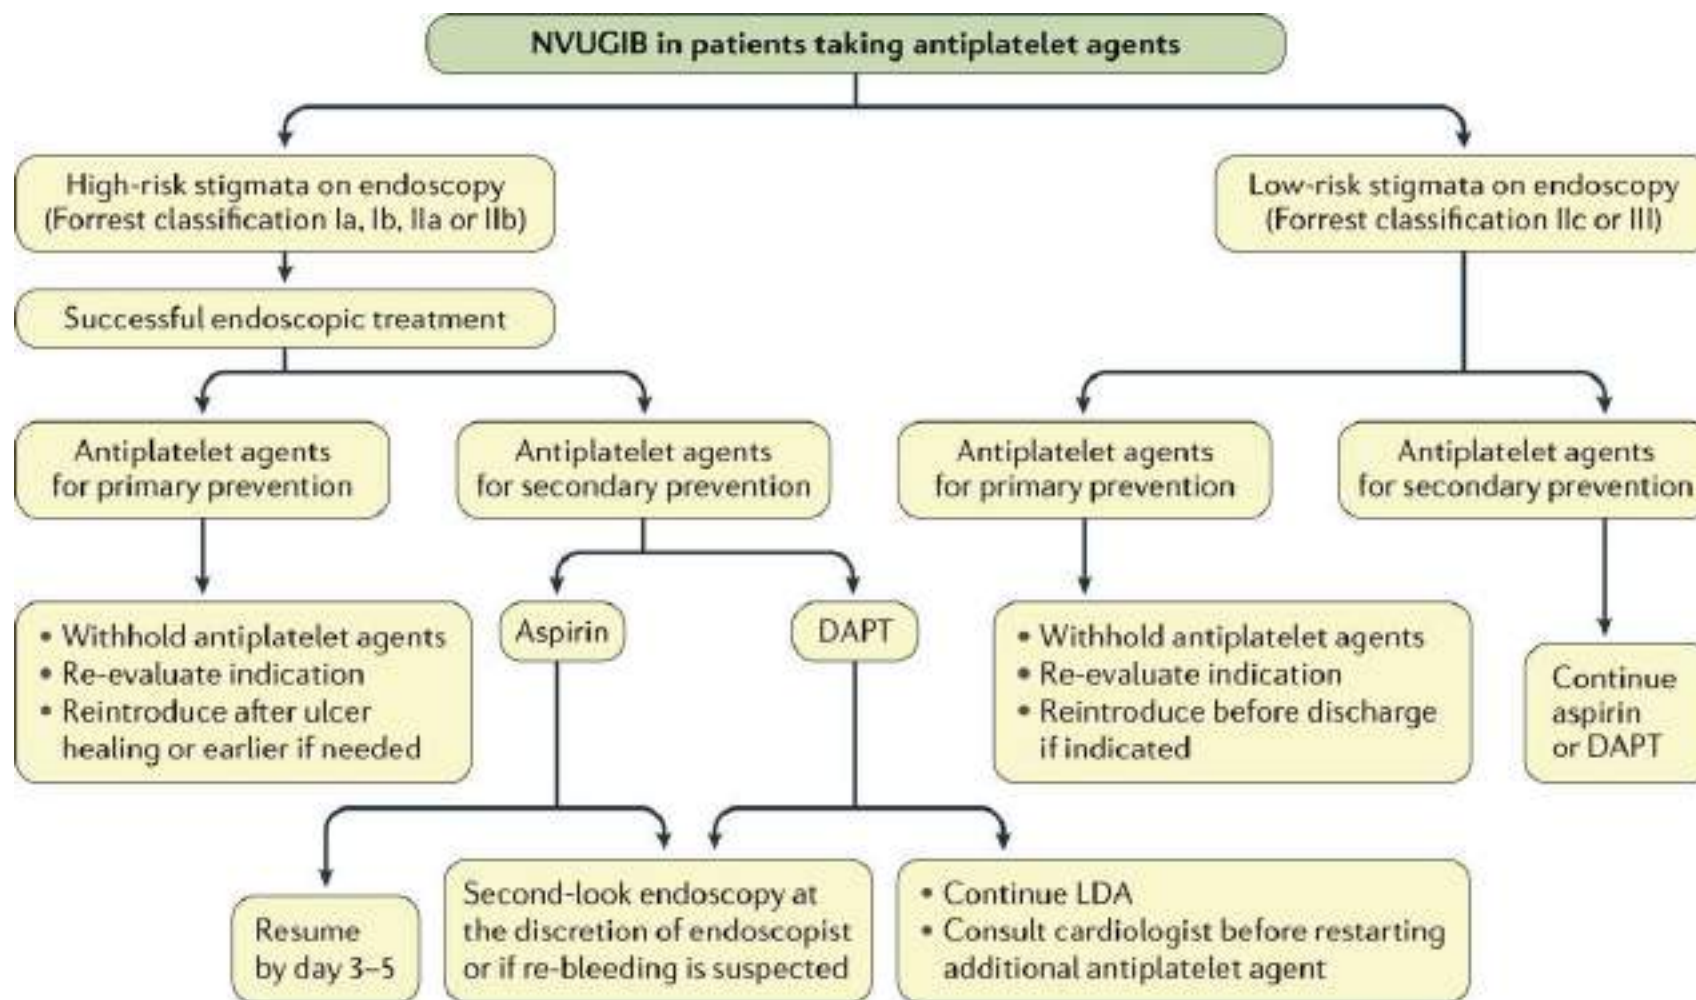 NVUGIB in patients taking antiplatelet agents
High-risk stigmata on endoscopy
(Forrest classification Ia, Ib, IIa or IIb)
Low-risk stigmata on endoscopy
(Forrest classification IIc or III)
Successful endoscopic treatment
Antiplatelet agents
for primary prevention
Antiplatelet agents
for secondary prevention
Antiplatelet agents
for primary prevention
Antiplatelet agents
for secondary prevention
• Withhold antiplatelet agents
• Re-evaluate indication
• Reintroduce after ulcer
healing or earlier if needed
Aspirin
DAPT
• Withhold antiplatelet agents
• Re-evaluate indication
• Reintroduce before discharge
if indicated
Continue
aspirin
or DAPT
Resume
by day 3–5
Second-look endoscopy at
the discretion of endoscopist
or if re-bleeding is suspected
• Continue LDA
• Consult cardiologist before restarting
additional antiplatelet agent